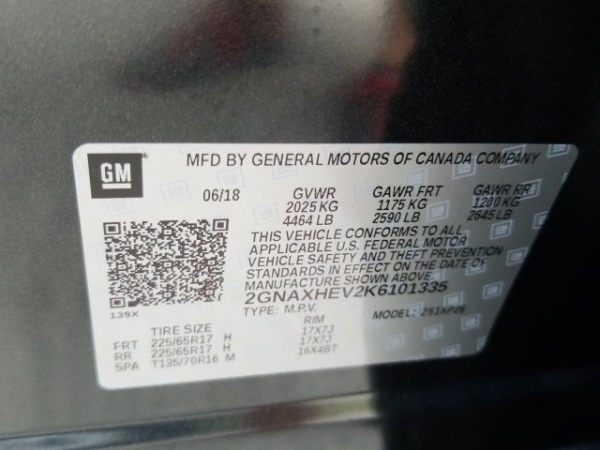 GM
MFD BY GENERAL MOTORS OF CANADA COMPANY
06/18 GVWR GAWR FRT GAWR RR
2025 KG 1175 KG 1200 KG
4464 LB 2590 LB 2645 LB
THIS VEHICLE CONFORMS TO ALL
APPLICABLE U.S. FEDERAL MOTOR
VEHICLE SAFETY AND THEFT PREVENTION
STANDARDS IN EFFECT ON THE DATE OF
MANUFACTURE SHOWN ABOVE
2GNAXHEV2K6101335
139X TYPE: M.P.V. MODEL: 251XP26
TIRE SIZE RIM
FRT 225/65R17 H 17X7J
RR 225/65R17 H 17X7J
SPA T135/70R16 M 16X4BT